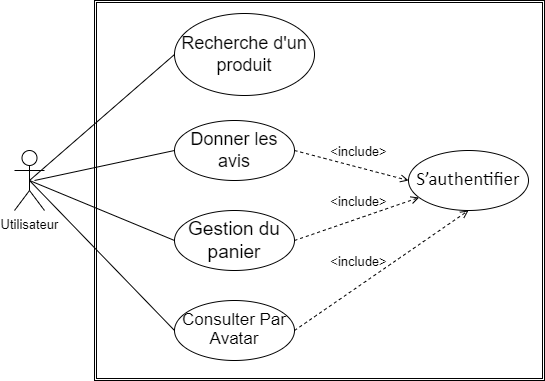 Recherche d'un
produit
Donner les
avis
<include>
S'authentifier
<include>
Utilisateur
Gestion du
panier
<include>
Consulter Par
Avatar